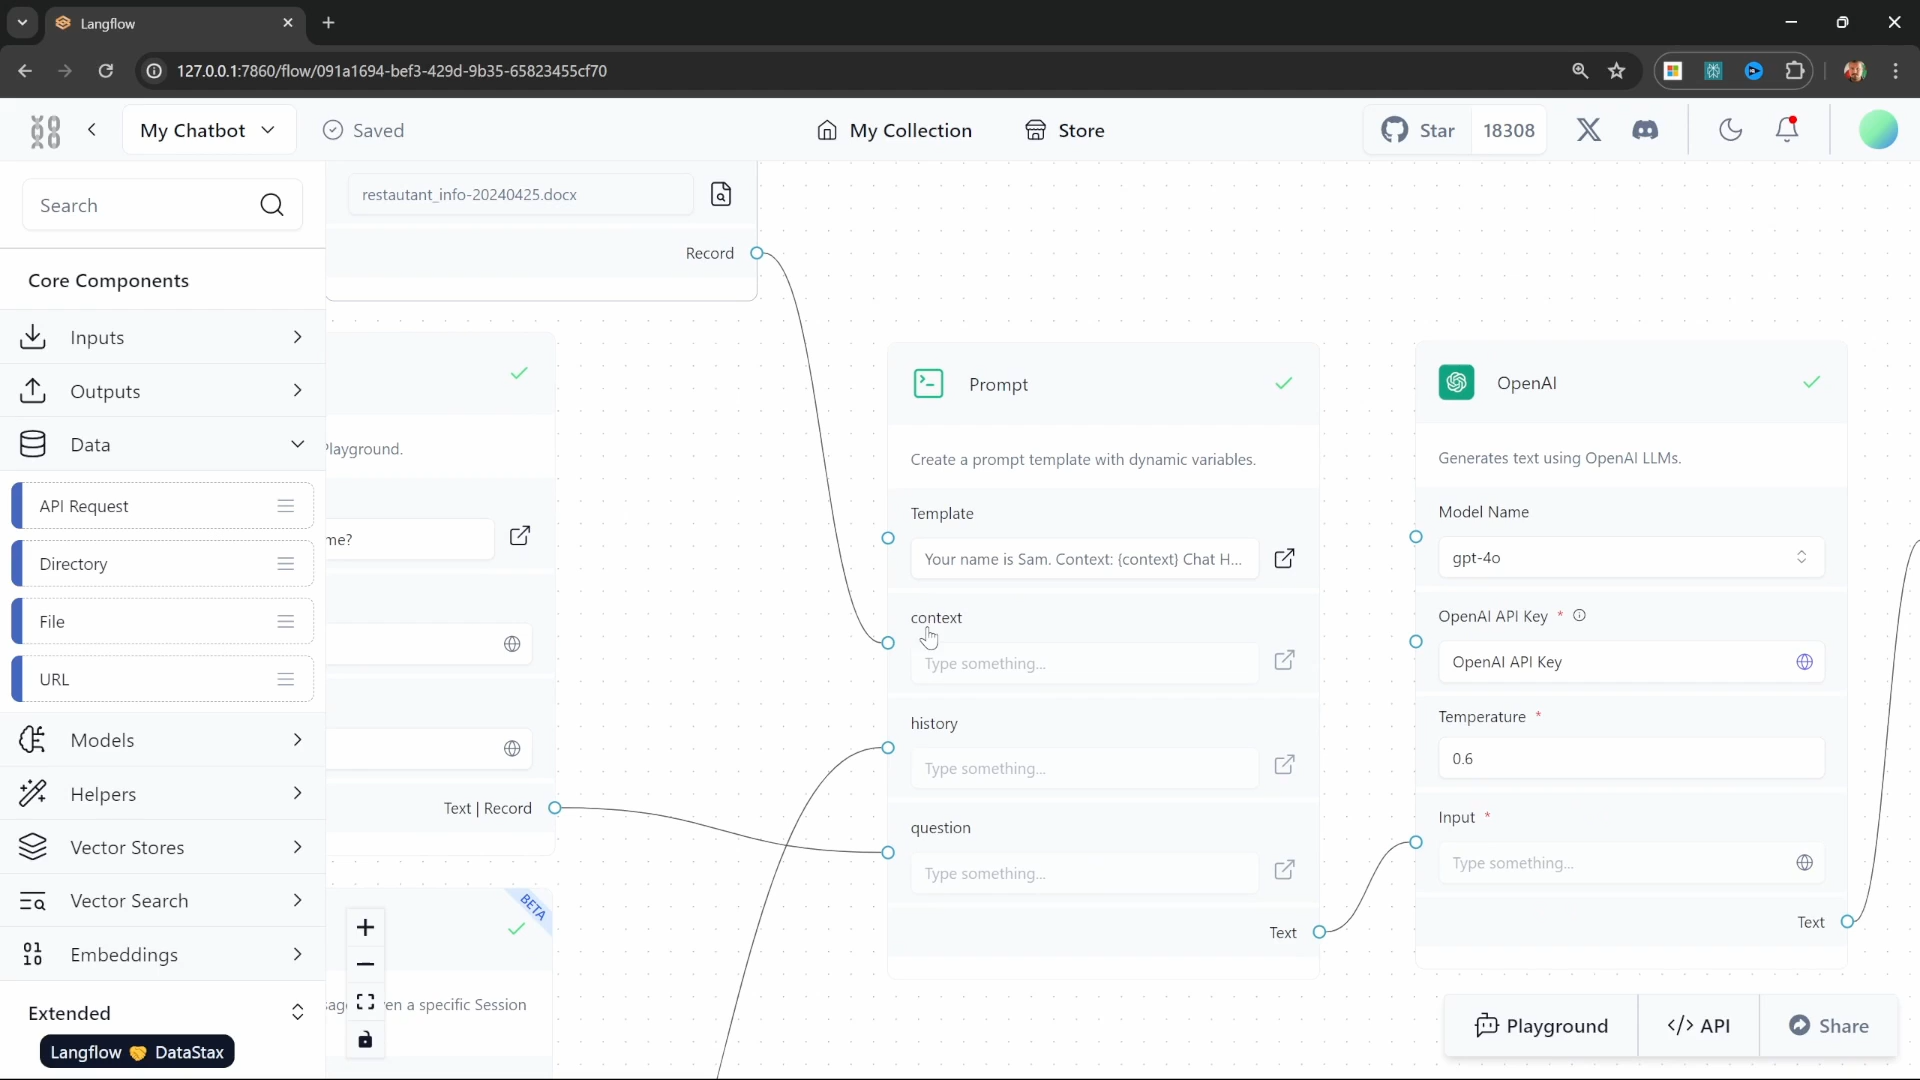 Langflow
127.0.0.1:7860/flow/091a1694-bef3-429d-9b35-65823455cf70
My Chatbot
Saved
My Collection
Store
Star
18308
Search
Core Components
Inputs
Outputs
Data
API Request
Directory
File
URL
Models
Helpers
Vector Stores
Vector Search
Embeddings
Extended
Langflow 🤝 DataStax
restautant_info-20240425.docx
Record
Playground.
me?
Text | Record
BETA
en a specific Session
Prompt
Create a prompt template with dynamic variables.
Template
Your name is Sam. Context: {context} Chat H...
context
Type something...
history
Type something...
question
Type something...
Text
OpenAI
Generates text using OpenAI LLMs.
Model Name
gpt-4o
OpenAI API Key *
OpenAI API Key
Temperature *
0.6
Input *
Type something...
Text
Playground
</> API
Share